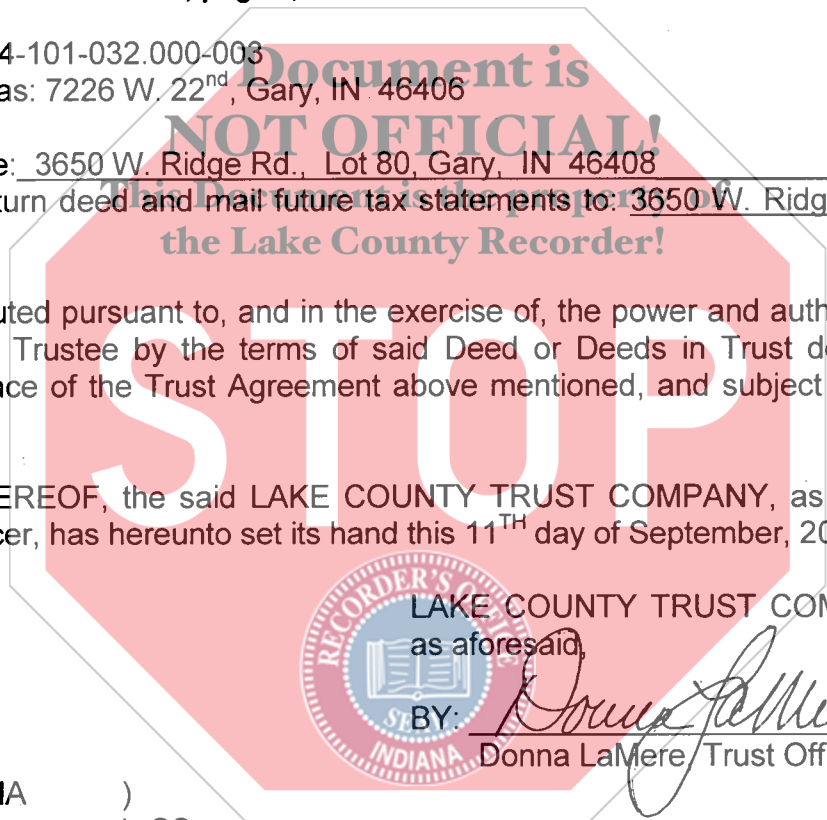 4-101-032.000-003
as: 7226 W. 22nd, Gary, IN 46406
Document is
NOT OFFICIAL!
This Document is the property of
the Lake County Recorder!
e: 3650 W. Ridge Rd., Lot 80, Gary, IN 46408
turn deed and mail future tax statements to: 3650 W. Ridg
uted pursuant to, and in the exercise of, the power and auth
Trustee by the terms of said Deed or Deeds in Trust de
ace of the Trust Agreement above mentioned, and subject
STOP
EREOF, the said LAKE COUNTY TRUST COMPANY, as
cer, has hereunto set its hand this 11TH day of September, 20
LAKE COUNTY TRUST COM
as aforesaid,
RECORDER'S OFFICE
SEAL
INDIANA
BY: Donna LaMe
Donna LaMere, Trust Off
IA )